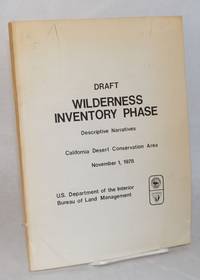 DRAFT
WILDERNESS
INVENTORY PHASE
Descriptive Narratives
California Desert Conservation Area
November 1, 1978
U.S. Department of the Interior
Bureau of Land Management